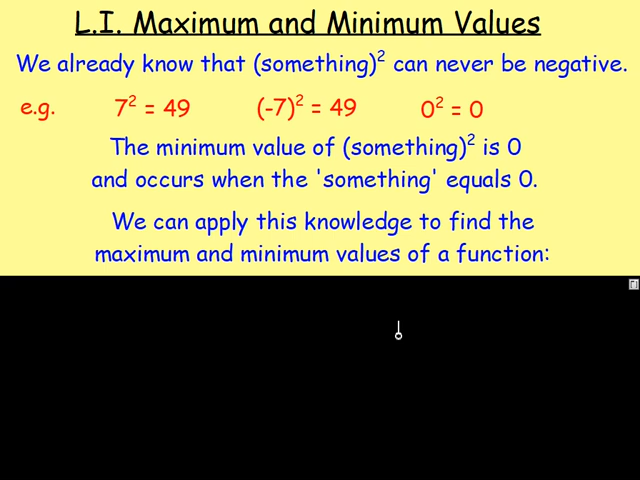 L.I. Maximum and Minimum Values
We already know that (something)² can never be negative.
e.g. 7² = 49 (-7)² = 49 0² = 0
The minimum value of (something)² is 0
and occurs when the 'something' equals 0.
We can apply this knowledge to find the
maximum and minimum values of a function: